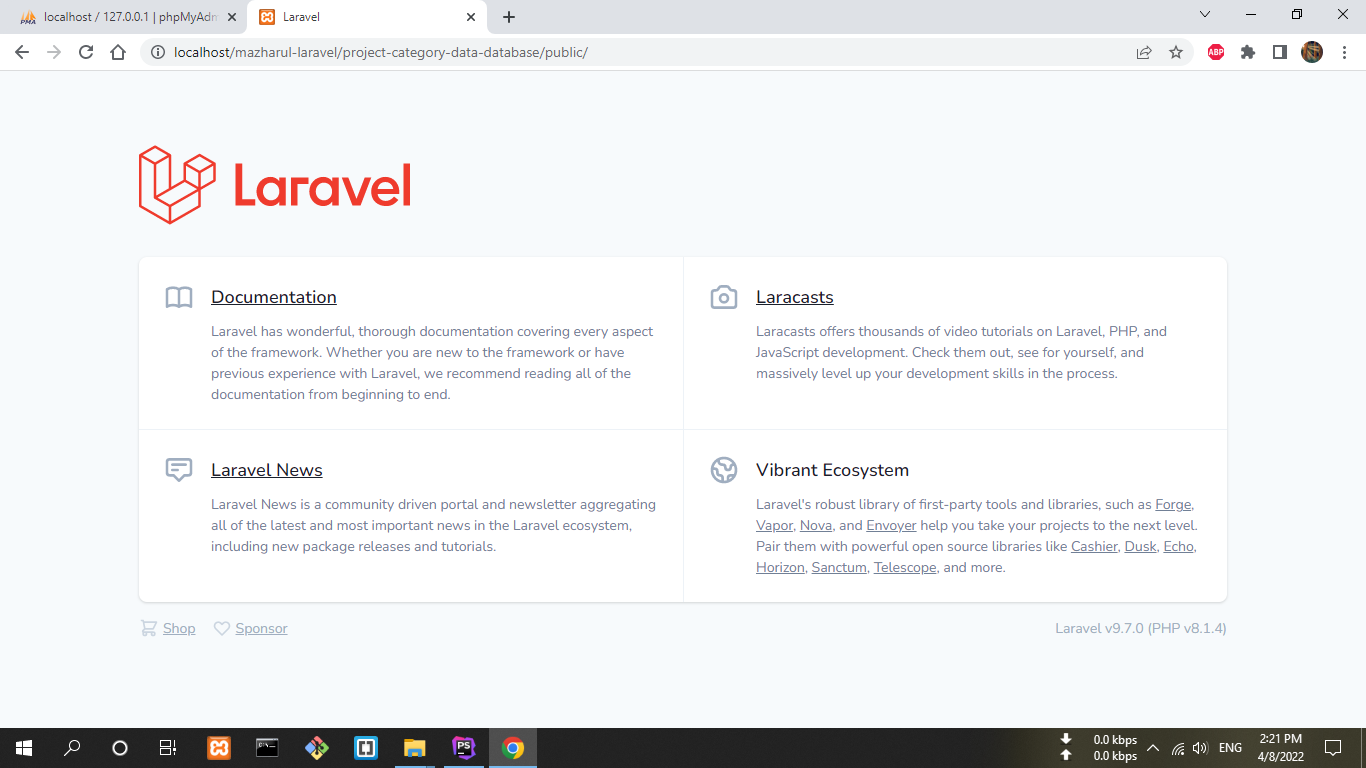 localhost / 127.0.0.1 | phpMyAdm
Laravel
localhost/mazharul-laravel/project-category-data-database/public/
ABP
Laravel
Documentation
Laravel has wonderful, thorough documentation covering every aspect
of the framework. Whether you are new to the framework or have
previous experience with Laravel, we recommend reading all of the
documentation from beginning to end.
Laracasts
Laracasts offers thousands of video tutorials on Laravel, PHP, and
JavaScript development. Check them out, see for yourself, and
massively level up your development skills in the process.
Laravel News
Laravel News is a community driven portal and newsletter aggregating
all of the latest and most important news in the Laravel ecosystem,
including new package releases and tutorials.
Vibrant Ecosystem
Laravel's robust library of first-party tools and libraries, such as Forge,
Vapor, Nova, and Envoyer help you take your projects to the next level.
Pair them with powerful open source libraries like Cashier, Dusk, Echo,
Horizon, Sanctum, Telescope, and more.
Shop
Sponsor
Laravel v9.7.0 (PHP v8.1.4)
PS
0.0 kbps
0.0 kbps
ENG
2:21 PM
4/8/2022